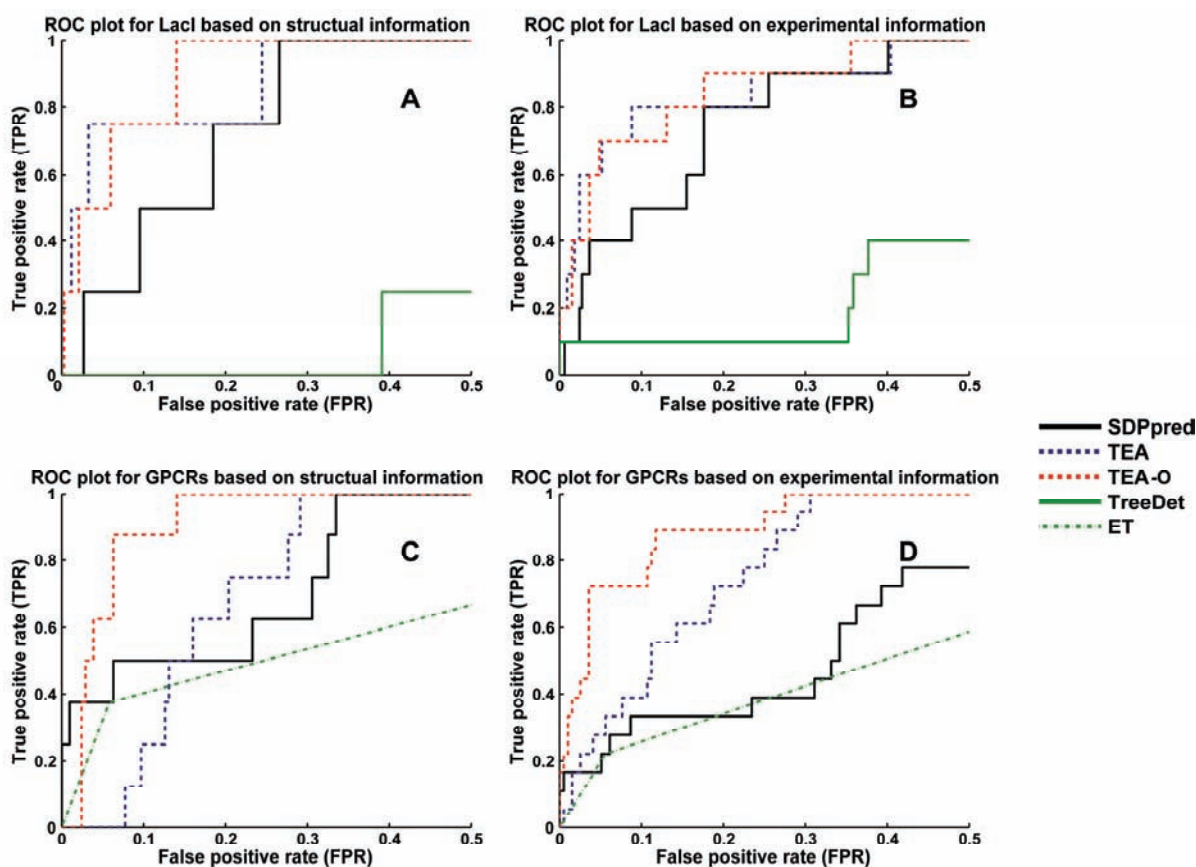 ROC plot for LacI based on structual information
1
0.8
0.6
0.4
0.2
0
True positive rate (TPR)
A
0
0.1
0.2
0.3
0.4
0.5
False positive rate (FPR)
ROC plot for LacI based on experimental information
1
0.8
0.6
0.4
0.2
0
True positive rate (TPR)
B
0
0.1
0.2
0.3
0.4
0.5
False positive rate (FPR)
SDPpred
TEA
TEA-O
TreeDet
ET
ROC plot for GPCRs based on structual information
1
0.8
0.6
0.4
0.2
0
True positive rate (TPR)
C
0
0.1
0.2
0.3
0.4
0.5
False positive rate (FPR)
ROC plot for GPCRs based on experimental information
1
0.8
0.6
0.4
0.2
0
True positive rate (TPR)
D
0
0.1
0.2
0.3
0.4
0.5
False positive rate (FPR)